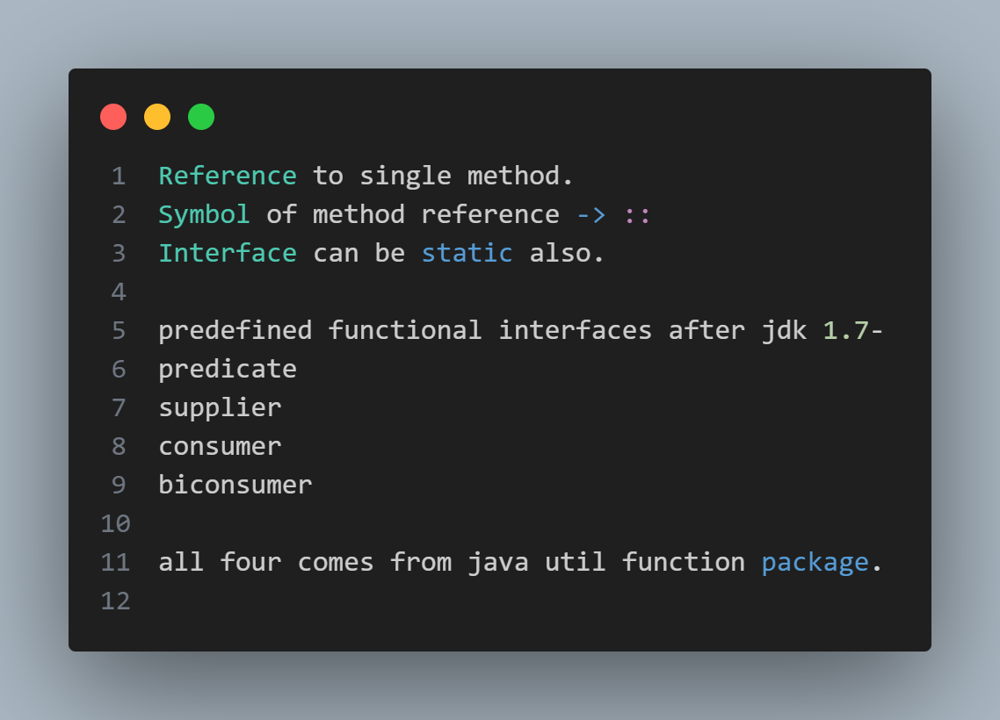 1 Reference to single method.
2 Symbol of method reference -> ::
3 Interface can be static also.
4
5 predefined functional interfaces after jdk 1.7-
6 predicate
7 supplier
8 consumer
9 biconsumer
10
11 all four comes from java util function package.
12